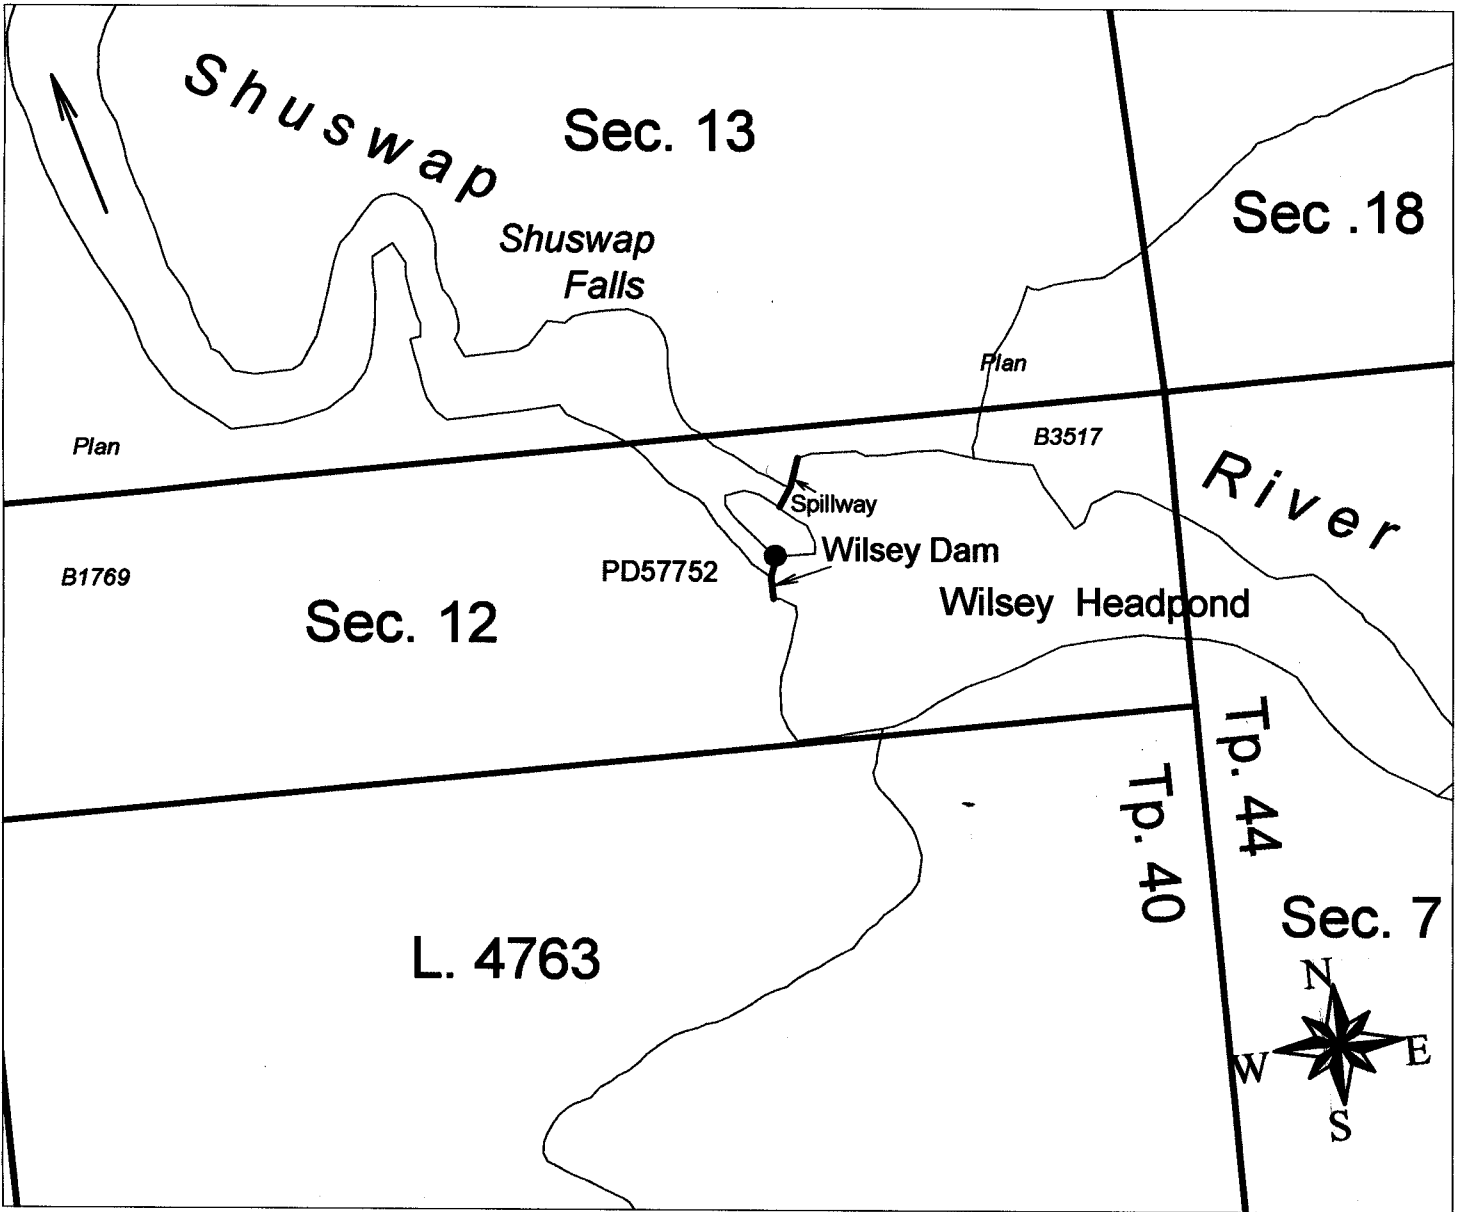 Shuswap
Sec. 13
Sec .18
Shuswap
Falls
Plan
Plan
B3517
River
Spillway
Wilsey Dam
PD57752
B1769
Wilsey Headpond
Sec. 12
Tp. 44
Tp. 40
Sec. 7
L. 4763
N
W
E
S